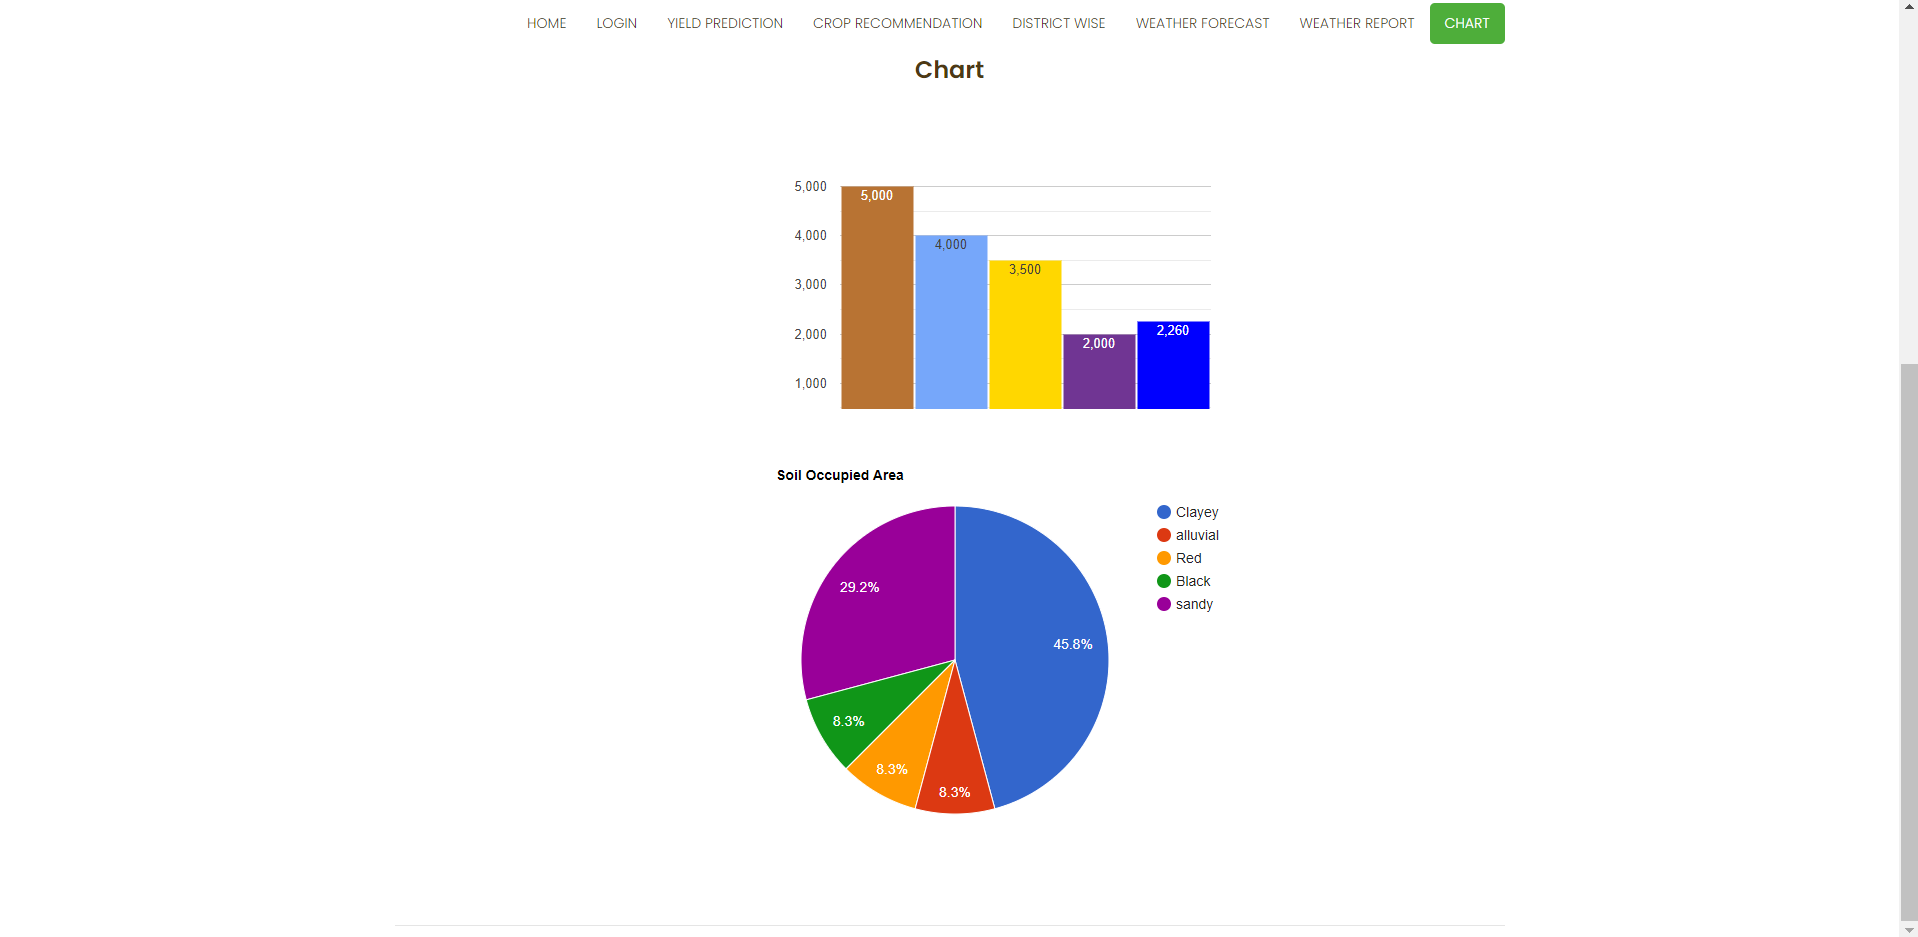 HOME LOGIN YIELD PREDICTION CROP RECOMMENDATION DISTRICT WISE WEATHER FORECAST WEATHER REPORT CHART
Chart
5,000
4,000
3,000
2,000
1,000
5,000
4,000
3,500
2,000
2,260
Soil Occupied Area
Clayey
alluvial
Red
Black
sandy
29.2%
45.8%
8.3%
8.3%
8.3%